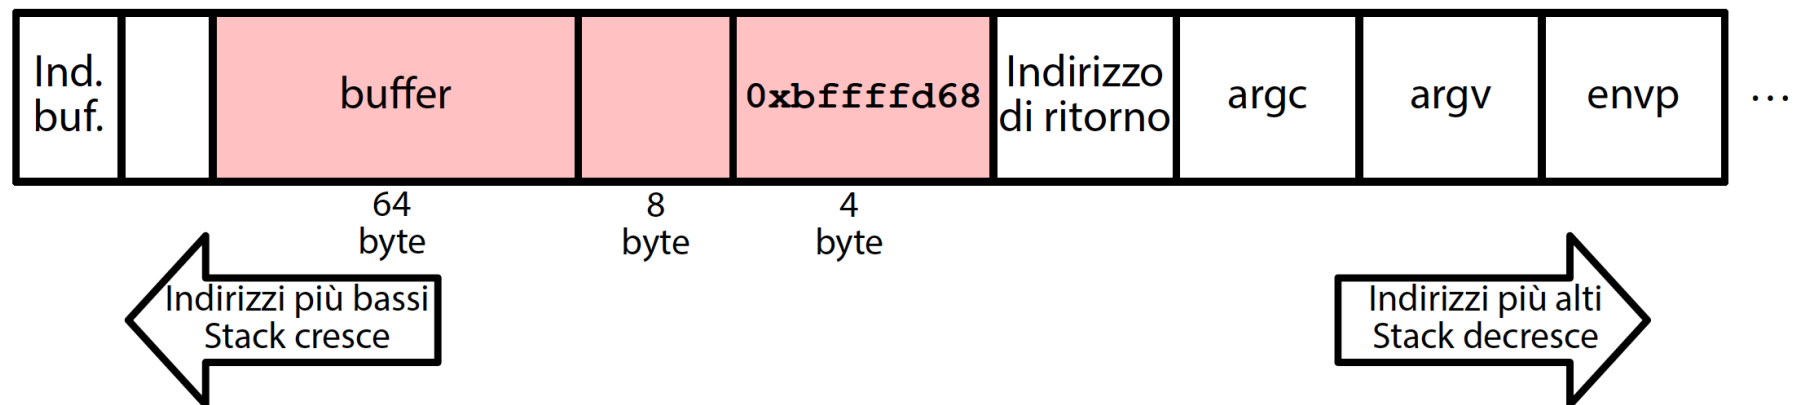 Ind.
buf.
buffer
0xbffffd68
Indirizzo
di ritorno
argc
argv
envp
...
64
byte
8
byte
4
byte
Indirizzi più bassi
Stack cresce
Indirizzi più alti
Stack decresce